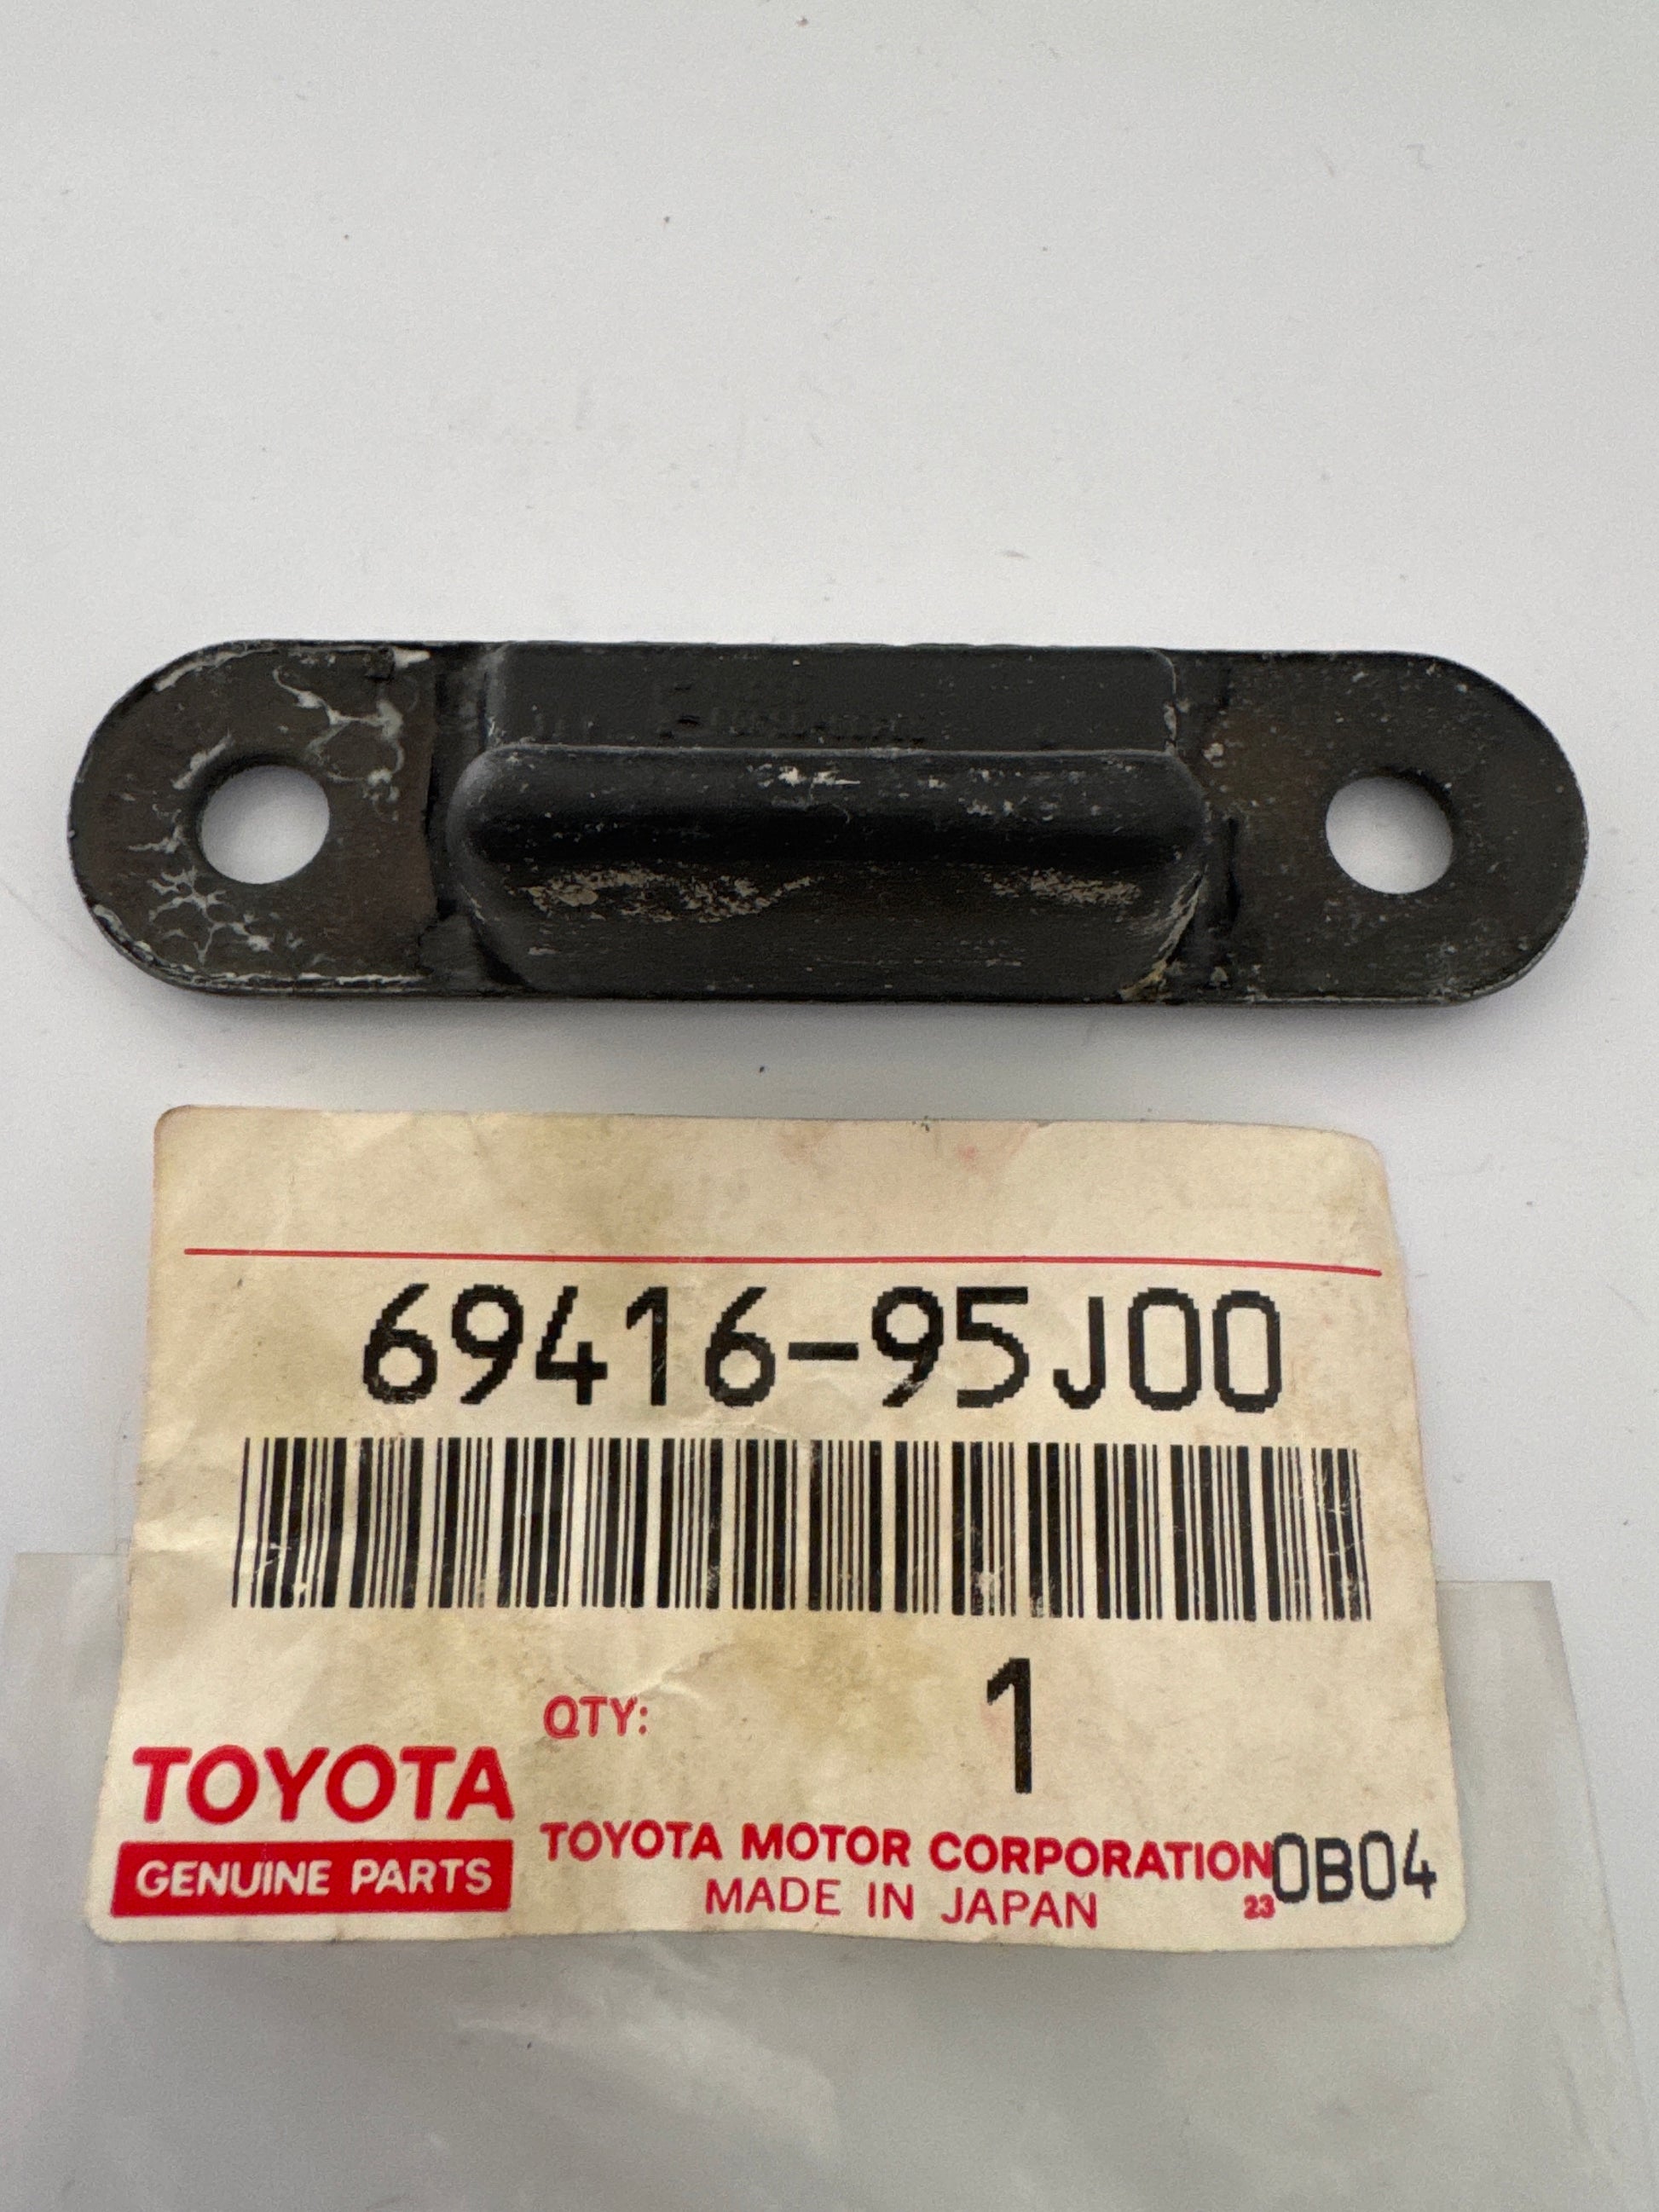 69416-95J00
QTY: 1
TOYOTA
GENUINE PARTS
TOYOTA MOTOR CORPORATION
MADE IN JAPAN
23
0B04